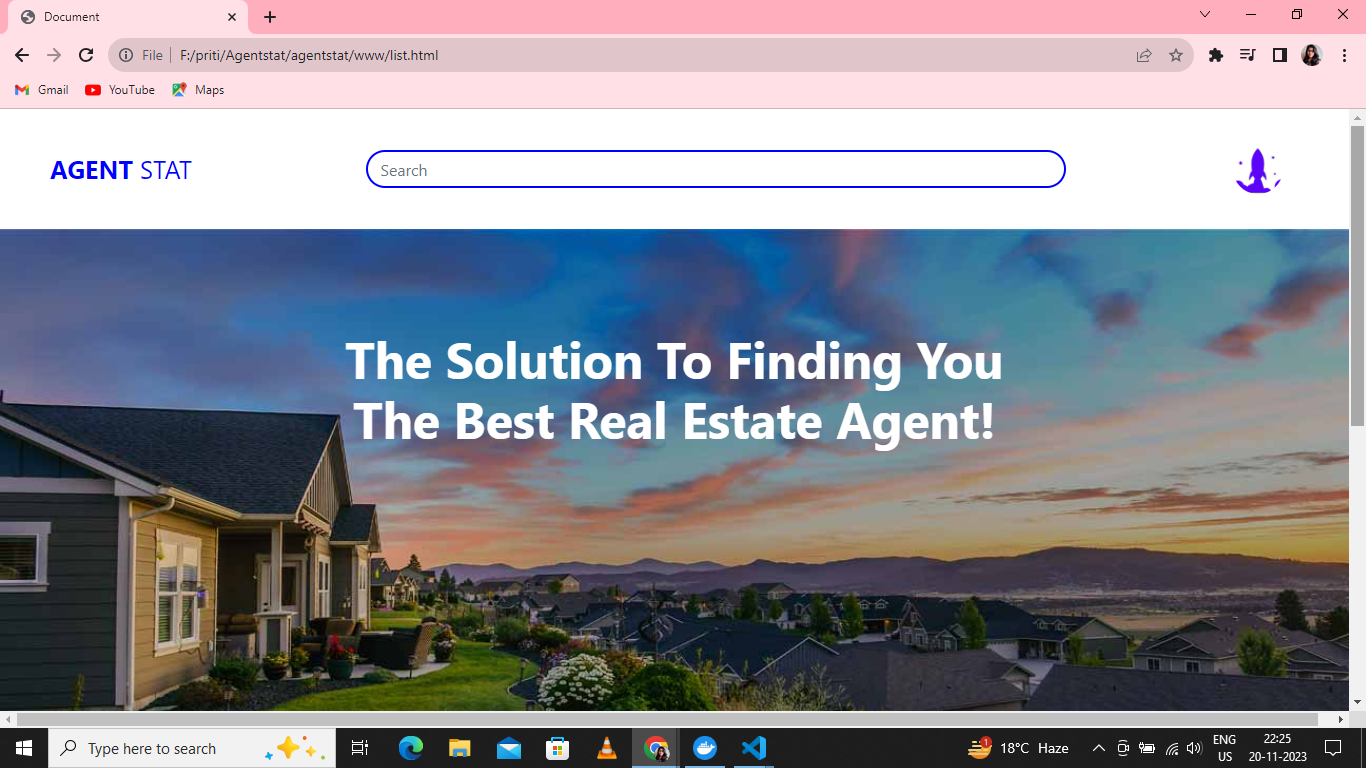 Document
File
F:/priti/Agentstat/agentstat/www/list.html
Gmail
YouTube
Maps
AGENT STAT
Search
The Solution To Finding You
The Best Real Estate Agent!
Type here to search
1
18°C Haze
ENG
US
22:25
20-11-2023